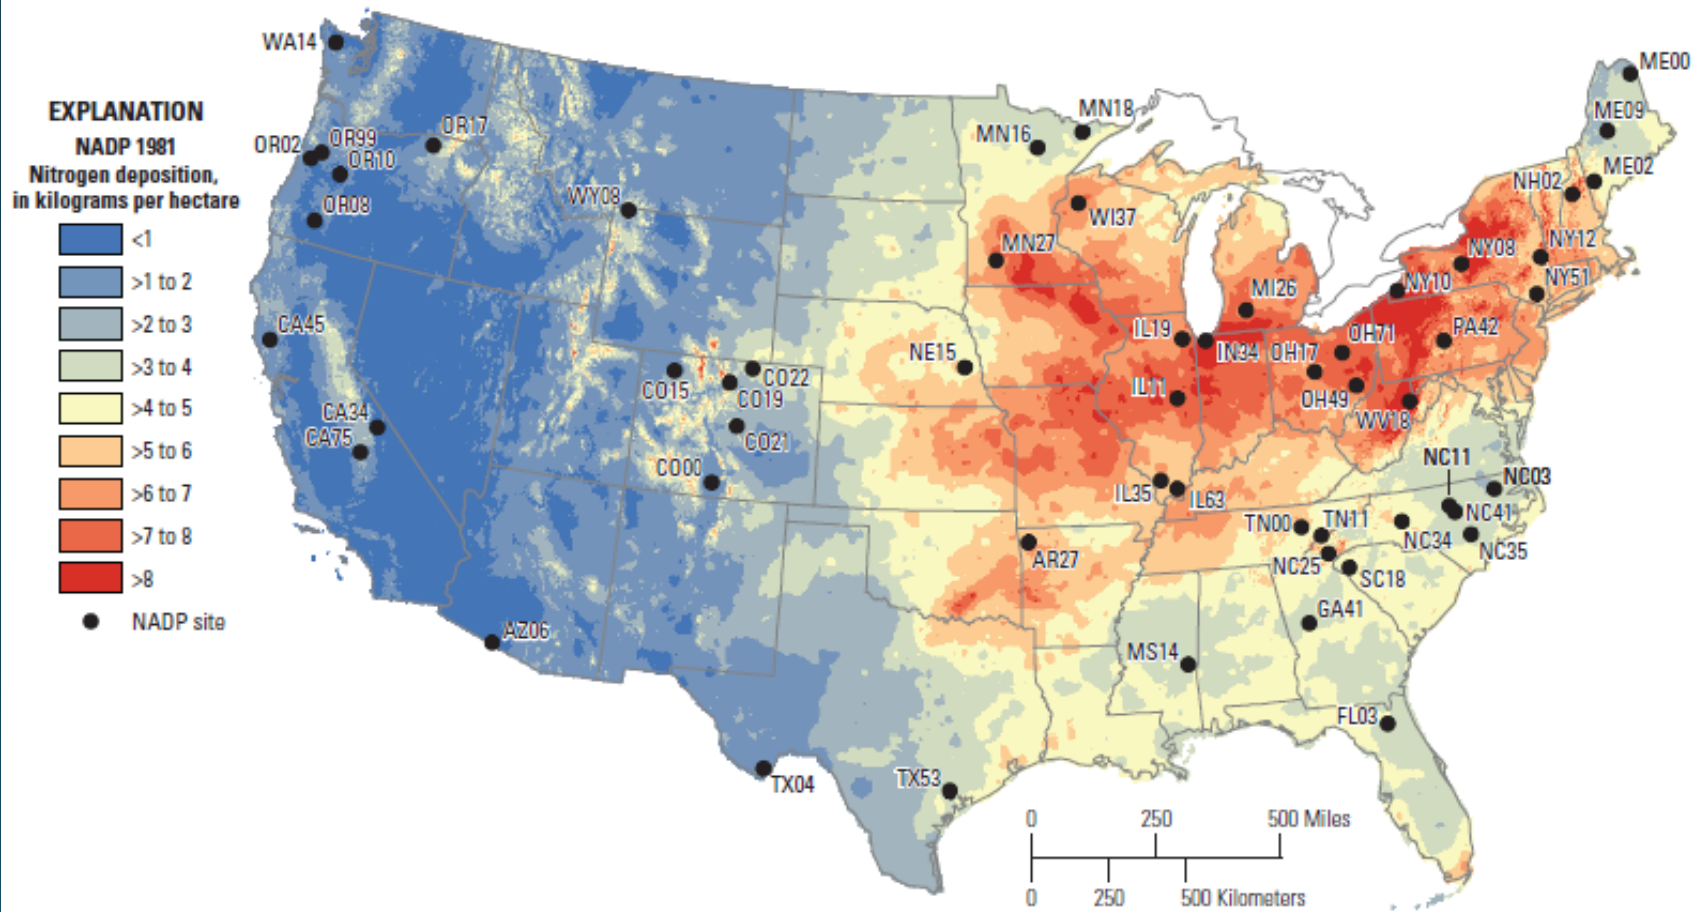 EXPLANATION
NADP 1981
Nitrogen deposition,
in kilograms per hectare
<1
>1 to 2
>2 to 3
>3 to 4
>4 to 5
>5 to 6
>6 to 7
>7 to 8
>8
NADP site
WA14
OR02
OR99
OR10
OR17
OR08
WY08
CA45
CA34
CA75
CO15
CO22
CO19
CO21
CO00
AZ06
TX04
TX53
NE15
MN16
MN18
MN27
WI37
MI26
IL19
IN34
IL11
IL35
IL63
OH17
OH71
OH49
WV18
PA42
NY10
NY08
NY12
NY51
NH02
ME00
ME09
ME02
AR27
TN00
TN11
NC25
NC11
NC03
NC41
NC34
NC35
SC18
GA41
MS14
FL03
0 250 500 Miles
0 250 500 Kilometers